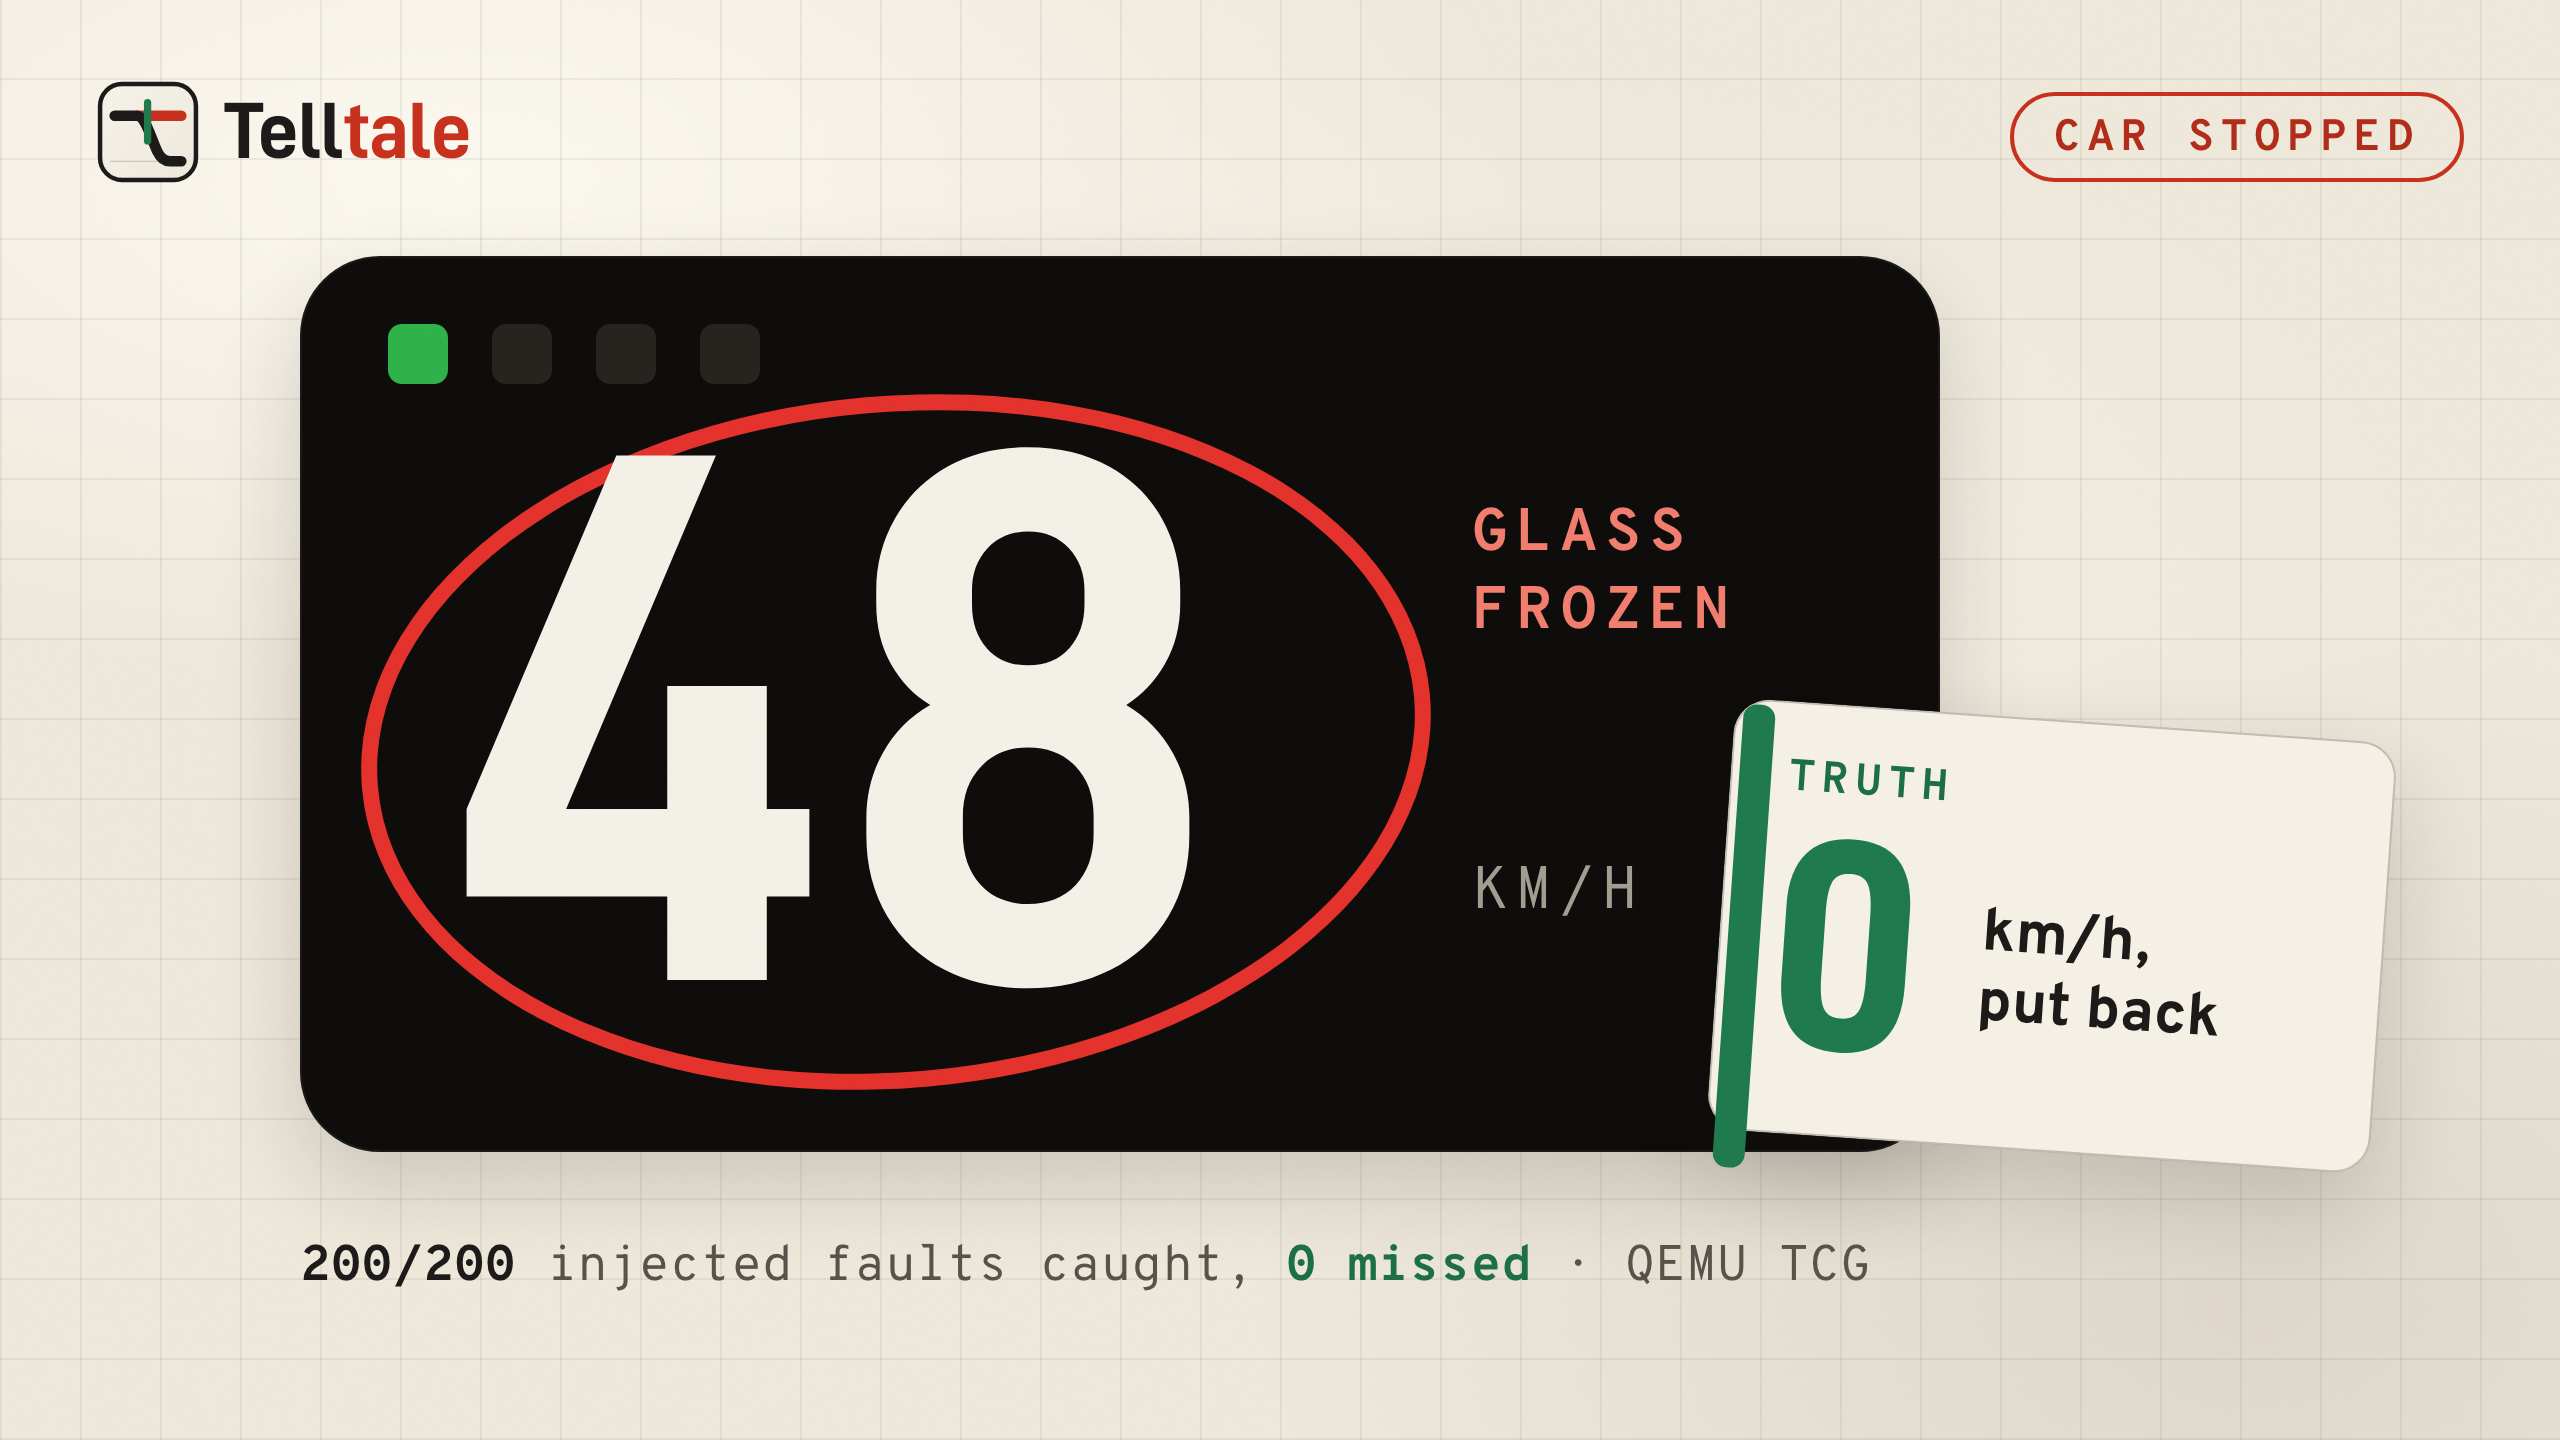 Telltale
CAR STOPPED
48
GLASS
FROZEN
KM/H
TRUTH
0
km/h,
put back
200/200 injected faults caught, 0 missed · QEMU TCG